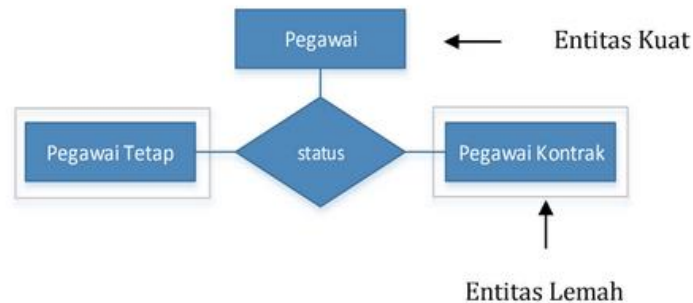 Pegawai
Entitas Kuat
Pegawai Tetap
status
Pegawai Kontrak
Entitas Lemah